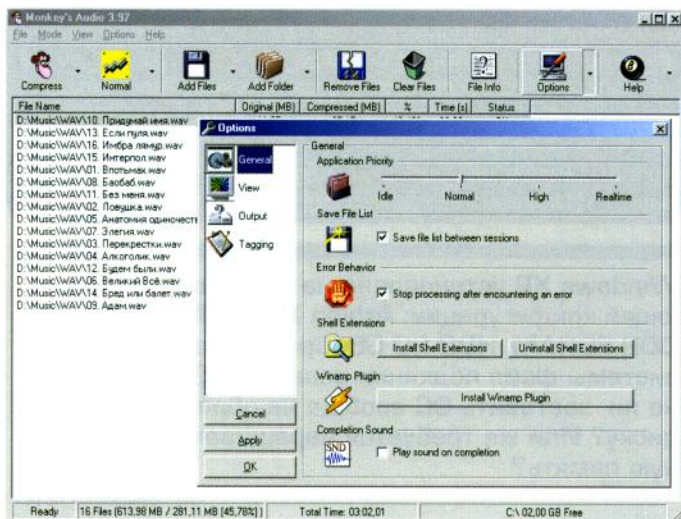 Monkey's Audio 3.97
File Mode View Options Help
Compress Normal Add Files Add Folder Remove Files Clear Files File Info Options Help
File Name Original (MB) Compressed (MB) % Time (s) Status
D:\Music\WAV\10. Придумай имя.wav
D:\Music\WAV\13. Если пуля.wav
D:\Music\WAV\16. Имбра лямур.wav
D:\Music\WAV\15. Интерпол.wav
D:\Music\WAV\01. Впотьмах.wav
D:\Music\WAV\08. Баобаб.wav
D:\Music\WAV\11. Без меня.wav
D:\Music\WAV\02. Ловушка.wav
D:\Music\WAV\05. Анатомия одиночест
D:\Music\WAV\07. Элегия.wav
D:\Music\WAV\03. Перекрестки.wav
D:\Music\WAV\04. Алкоголик.wav
D:\Music\WAV\12. Будем были.wav
D:\Music\WAV\06. Великий Всё.wav
D:\Music\WAV\14. Бред или балет.wav
D:\Music\WAV\09. Адам.wav
Options
General
View
Output
Tagging
Cancel
Apply
OK
General
Application Priority
Idle Normal High Realtime
Save File List
Save file list between sessions
Error Behavior
Stop processing after encountering an error
Shell Extensions
Install Shell Extensions Uninstall Shell Extensions
Winamp Plugin
Install Winamp Plugin
Completion Sound
SND
Play sound on completion
Ready 16 Files (613,98 MB / 281,11 MB [45,78%]) Total Time: 03:02,01 C:\ 02,00 GB Free